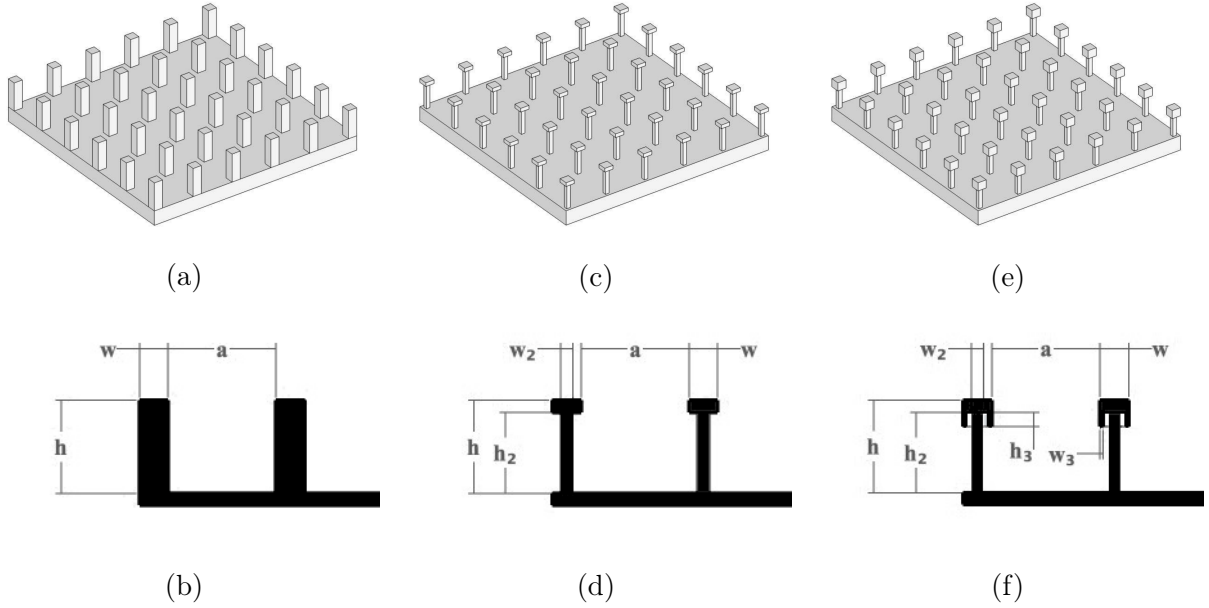 (a) (c) (e)
w a w₂ a w w₂ a w
h h h₂ h h₂ h₃ w₃
(b) (d) (f)